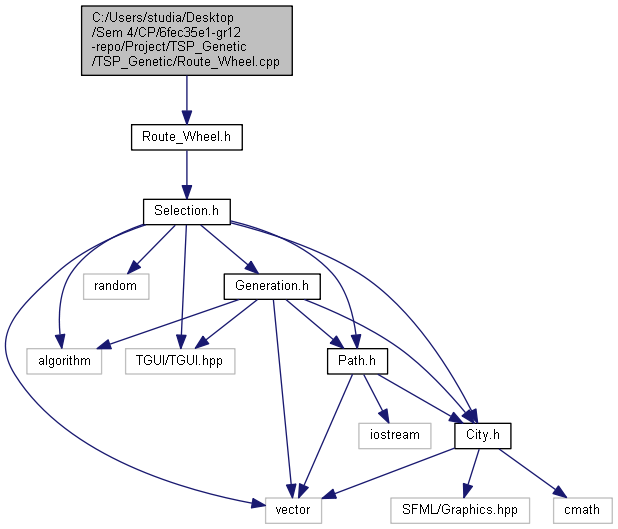 C:/Users/studia/Desktop
/Sem 4/CP/6fec35e1-gr12
-repo/Project/TSP_Genetic
/TSP_Genetic/Route_Wheel.cpp
Route_Wheel.h
Selection.h
random
Generation.h
algorithm
TGUI/TGUI.hpp
Path.h
iostream
City.h
vector
SFML/Graphics.hpp
cmath